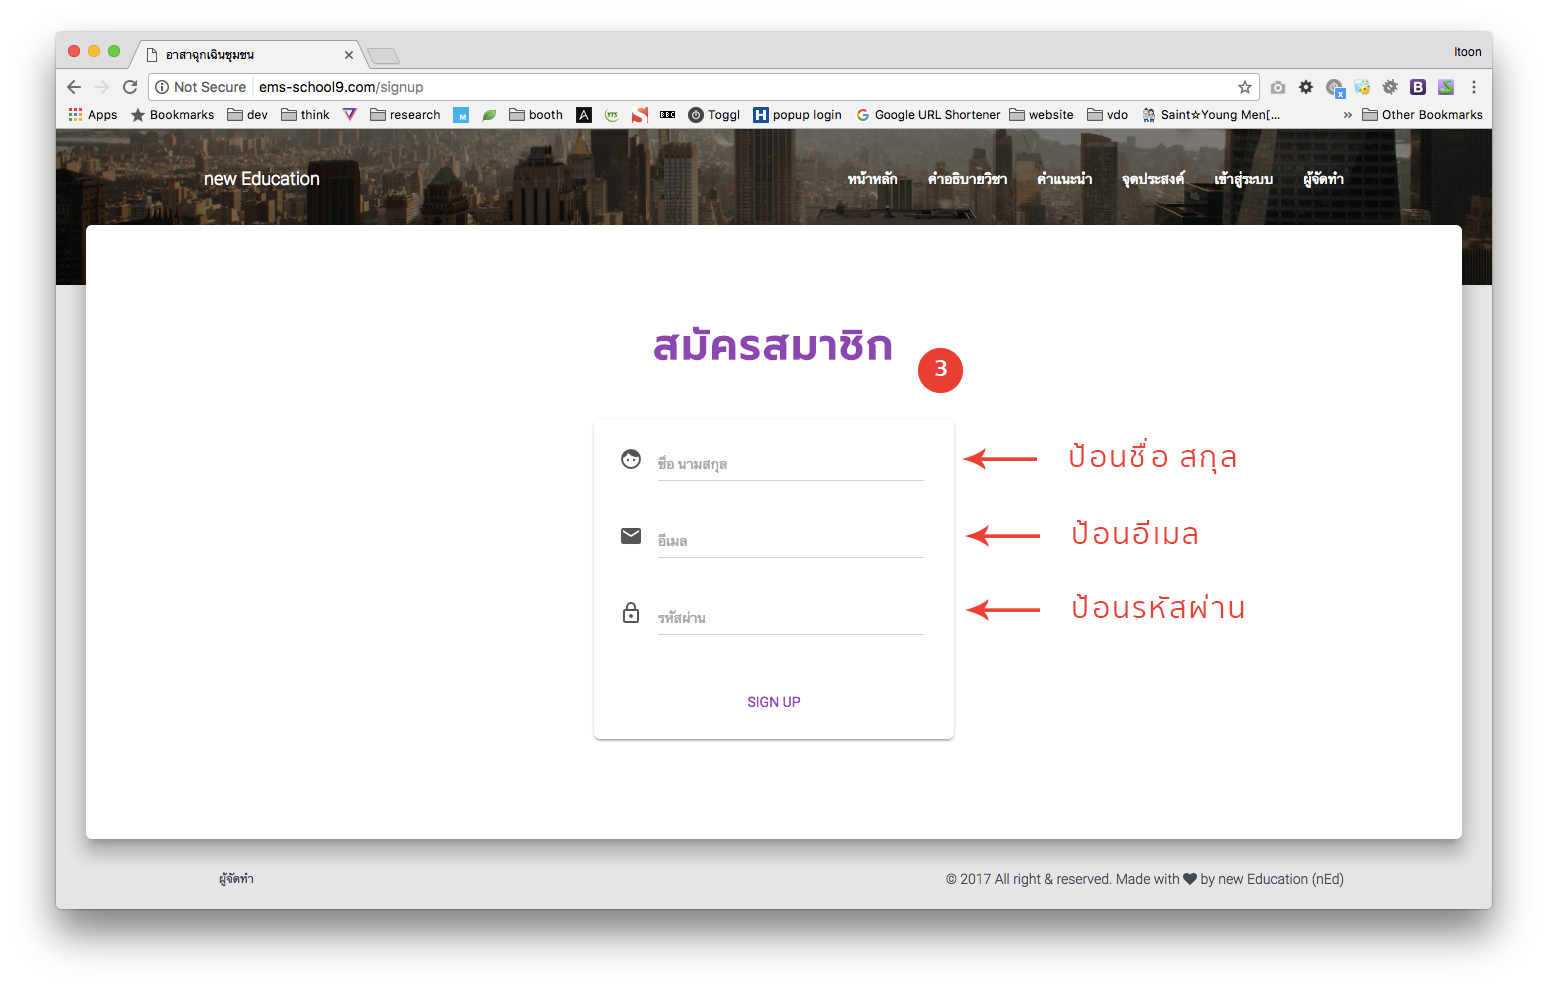 อาสาฉุกเฉินชุมชน
Itoon
Not Secure ems-school9.com/signup
Apps Bookmarks dev think research M booth A YTS BBC Toggl H popup login Google URL Shortener website vdo Saint☆Young Men[... » Other Bookmarks
new Education หน้าหลัก คำอธิบายวิชา คำแนะนำ จุดประสงค์ เข้าสู่ระบบ ผู้จัดทำ
สมัครสมาชิก
3
ชื่อ นามสกุล ป้อนชื่อ สกุล
อีเมล ป้อนอีเมล
รหัสผ่าน ป้อนรหัสผ่าน
SIGN UP
ผู้จัดทำ © 2017 All right & reserved. Made with ♥ by new Education (nEd)